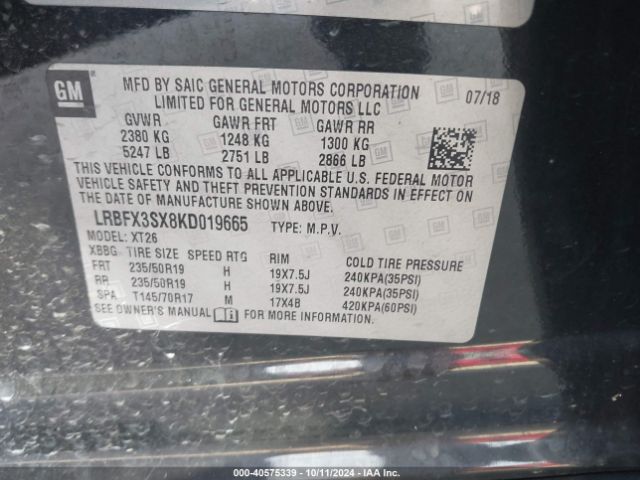 GM
MFD BY SAIC GENERAL MOTORS CORPORATION
LIMITED FOR GENERAL MOTORS LLC
07/18
GVWR GAWR FRT GAWR RR
2380 KG 1248 KG 1300 KG
5247 LB 2751 LB 2866 LB
THIS VEHICLE CONFORMS TO ALL APPLICABLE U.S. FEDERAL MOTOR
VEHICLE SAFETY AND THEFT PREVENTION STANDARDS IN EFFECT ON
THE DATE OF MANUFACTURE SHOWN ABOVE.
LRBFX3SX8KD019665 TYPE: M.P.V.
MODEL: XT26
XBBG TIRE SIZE SPEED RTG RIM COLD TIRE PRESSURE
FRT 235/50R19 H 19X7.5J 240KPA(35PSI)
RR 235/50R19 H 19X7.5J 240KPA(35PSI)
SPA T145/70R17 M 17X4B 420KPA(60PSI)
SEE OWNER'S MANUAL FOR MORE INFORMATION
000-40575339 - 10/11/2024 - IAA Inc.